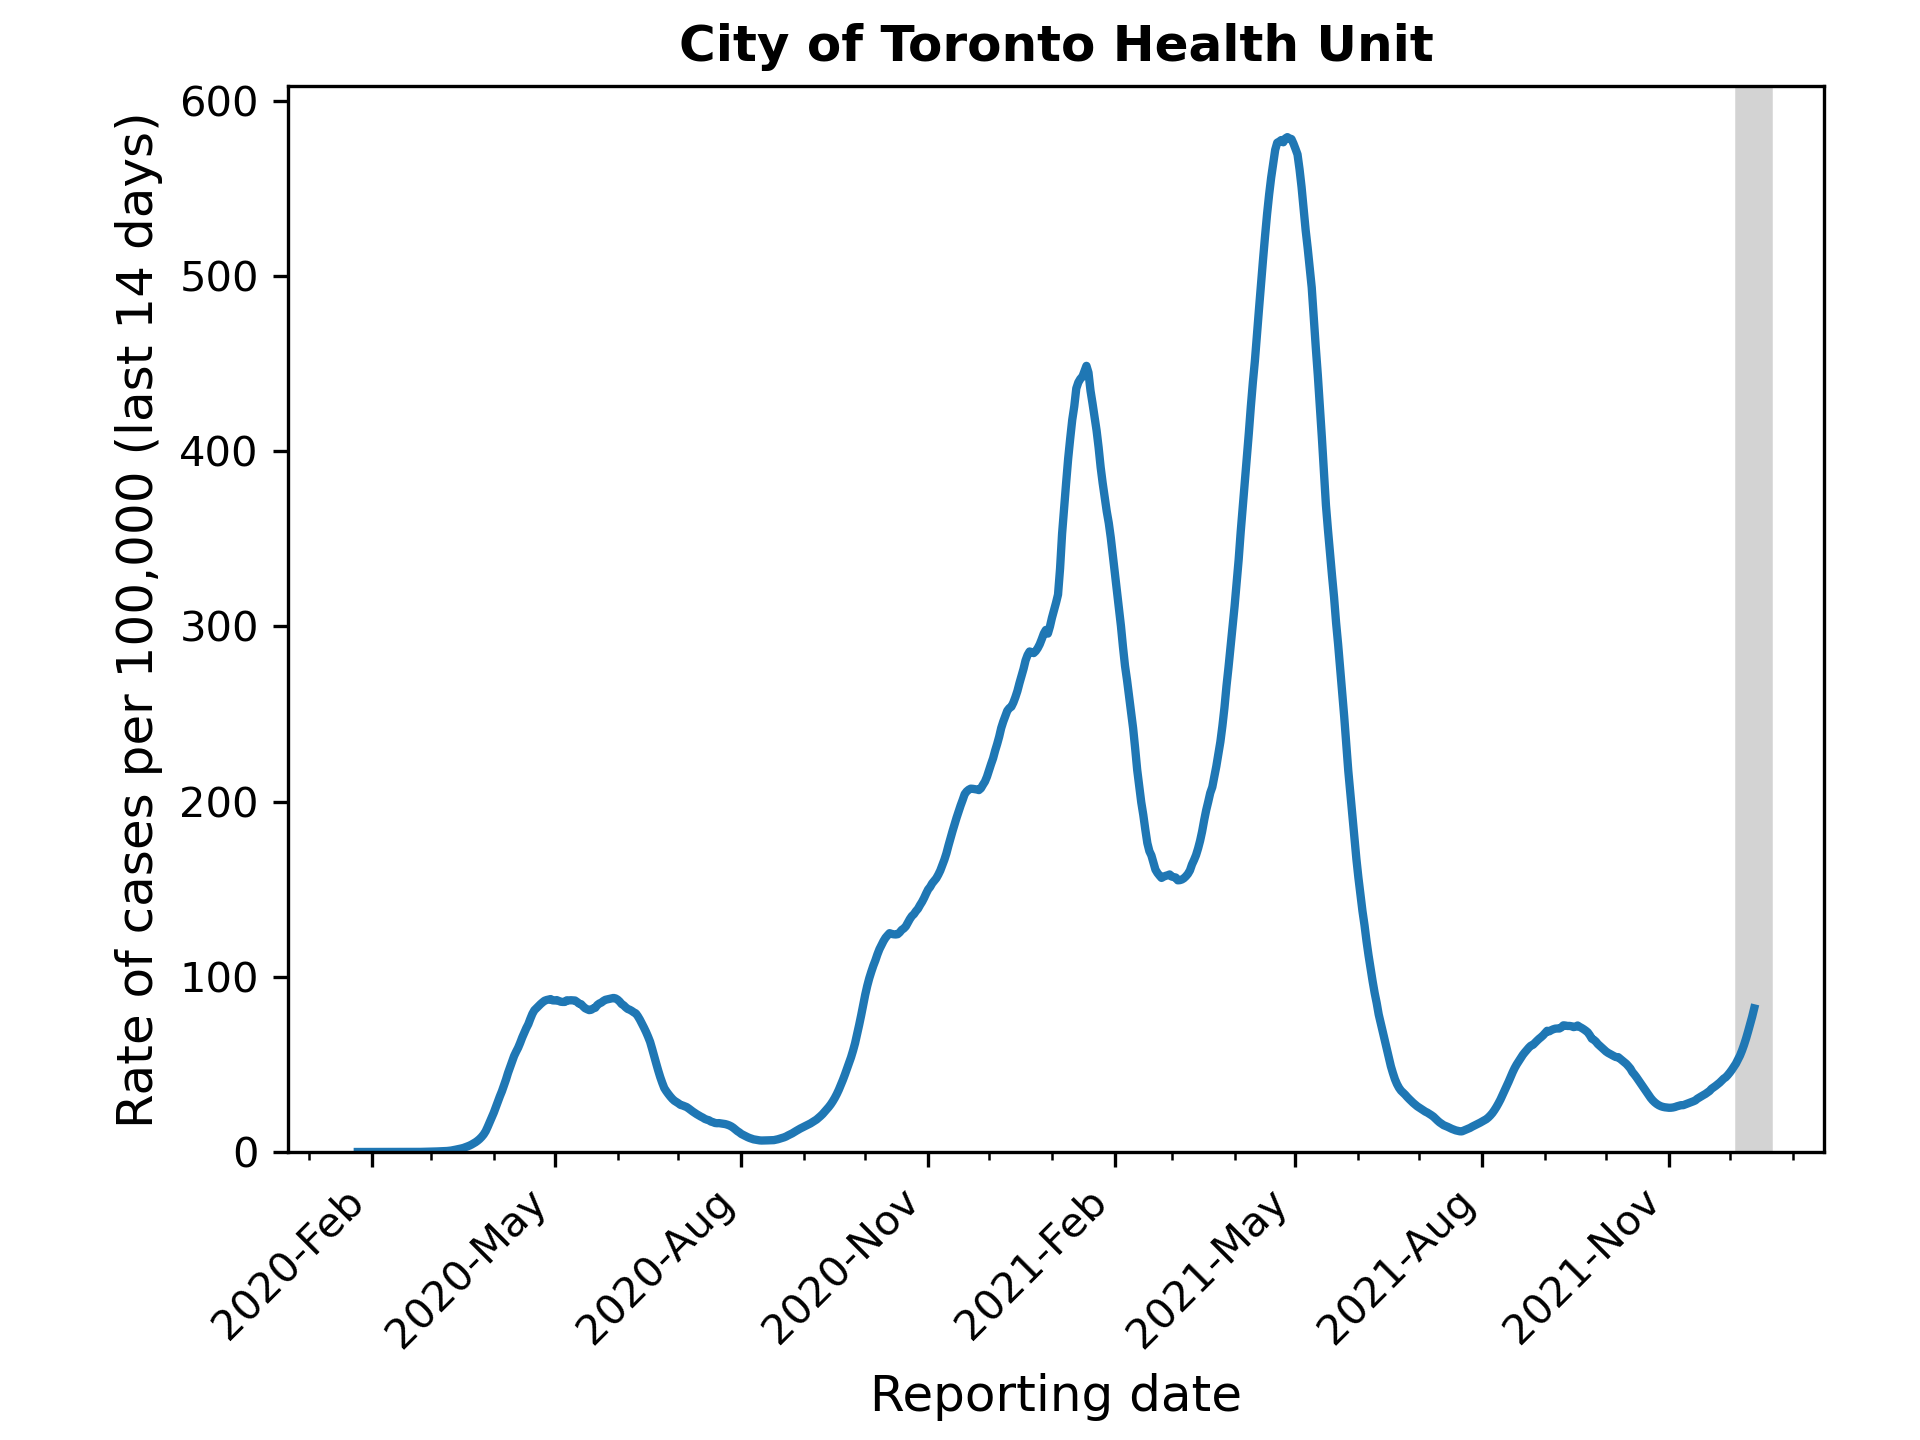 City of Toronto Health Unit
Rate of cases per 100,000 (last 14 days)
600
500
400
300
200
100
0
2020-Feb
2020-May
2020-Aug
2020-Nov
2021-Feb
2021-May
2021-Aug
2021-Nov
Reporting date